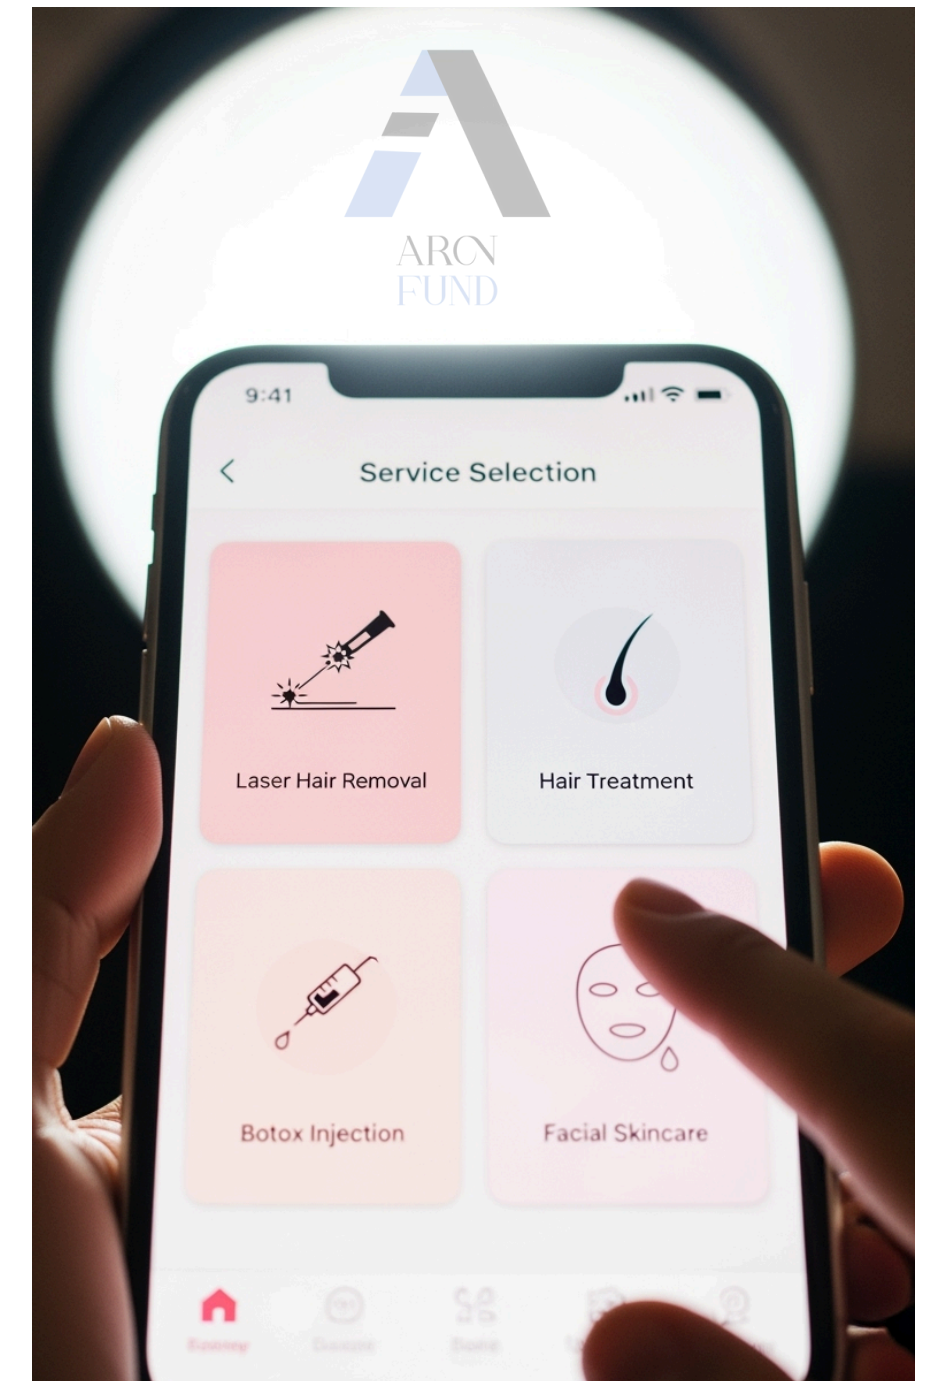 ARCN
FUND
9:41
Service Selection
Laser Hair Removal
Hair Treatment
Botox Injection
Facial Skincare